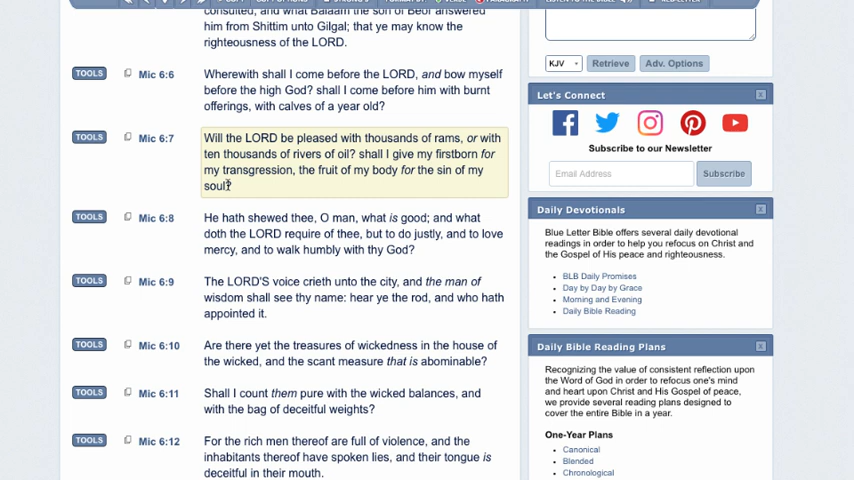 COPY
COPY OPTIONS
STRONG'S
VERSE
PARAGRAPH
LISTEN TO THE BIBLE
RED LETTER
consulted, and what Balaam the son of Beor answered
him from Shittim unto Gilgal; that ye may know the
righteousness of the LORD.
TOOLS Mic 6:6 Wherewith shall I come before the LORD, and bow myself
before the high God? shall I come before him with burnt
offerings, with calves of a year old?
TOOLS Mic 6:7 Will the LORD be pleased with thousands of rams, or with
ten thousands of rivers of oil? shall I give my firstborn for
my transgression, the fruit of my body for the sin of my
soul?
TOOLS Mic 6:8 He hath shewed thee, O man, what is good; and what
doth the LORD require of thee, but to do justly, and to love
mercy, and to walk humbly with thy God?
TOOLS Mic 6:9 The LORD'S voice crieth unto the city, and the man of
wisdom shall see thy name: hear ye the rod, and who hath
appointed it.
TOOLS Mic 6:10 Are there yet the treasures of wickedness in the house of
the wicked, and the scant measure that is abominable?
TOOLS Mic 6:11 Shall I count them pure with the wicked balances, and
with the bag of deceitful weights?
TOOLS Mic 6:12 For the rich men thereof are full of violence, and the
inhabitants thereof have spoken lies, and their tongue is
deceitful in their mouth.
KJV Retrieve Adv. Options
Let's Connect
Subscribe to our Newsletter
Email Address Subscribe
Daily Devotionals
Blue Letter Bible offers several daily devotional
readings in order to help you refocus on Christ and
the Gospel of His peace and righteousness.
BLB Daily Promises
Day by Day by Grace
Morning and Evening
Daily Bible Reading
Daily Bible Reading Plans
Recognizing the value of consistent reflection upon
the Word of God in order to refocus one's mind
and heart upon Christ and His Gospel of peace,
we provide several reading plans designed to
cover the entire Bible in a year.
One-Year Plans
Canonical
Blended
Chronological